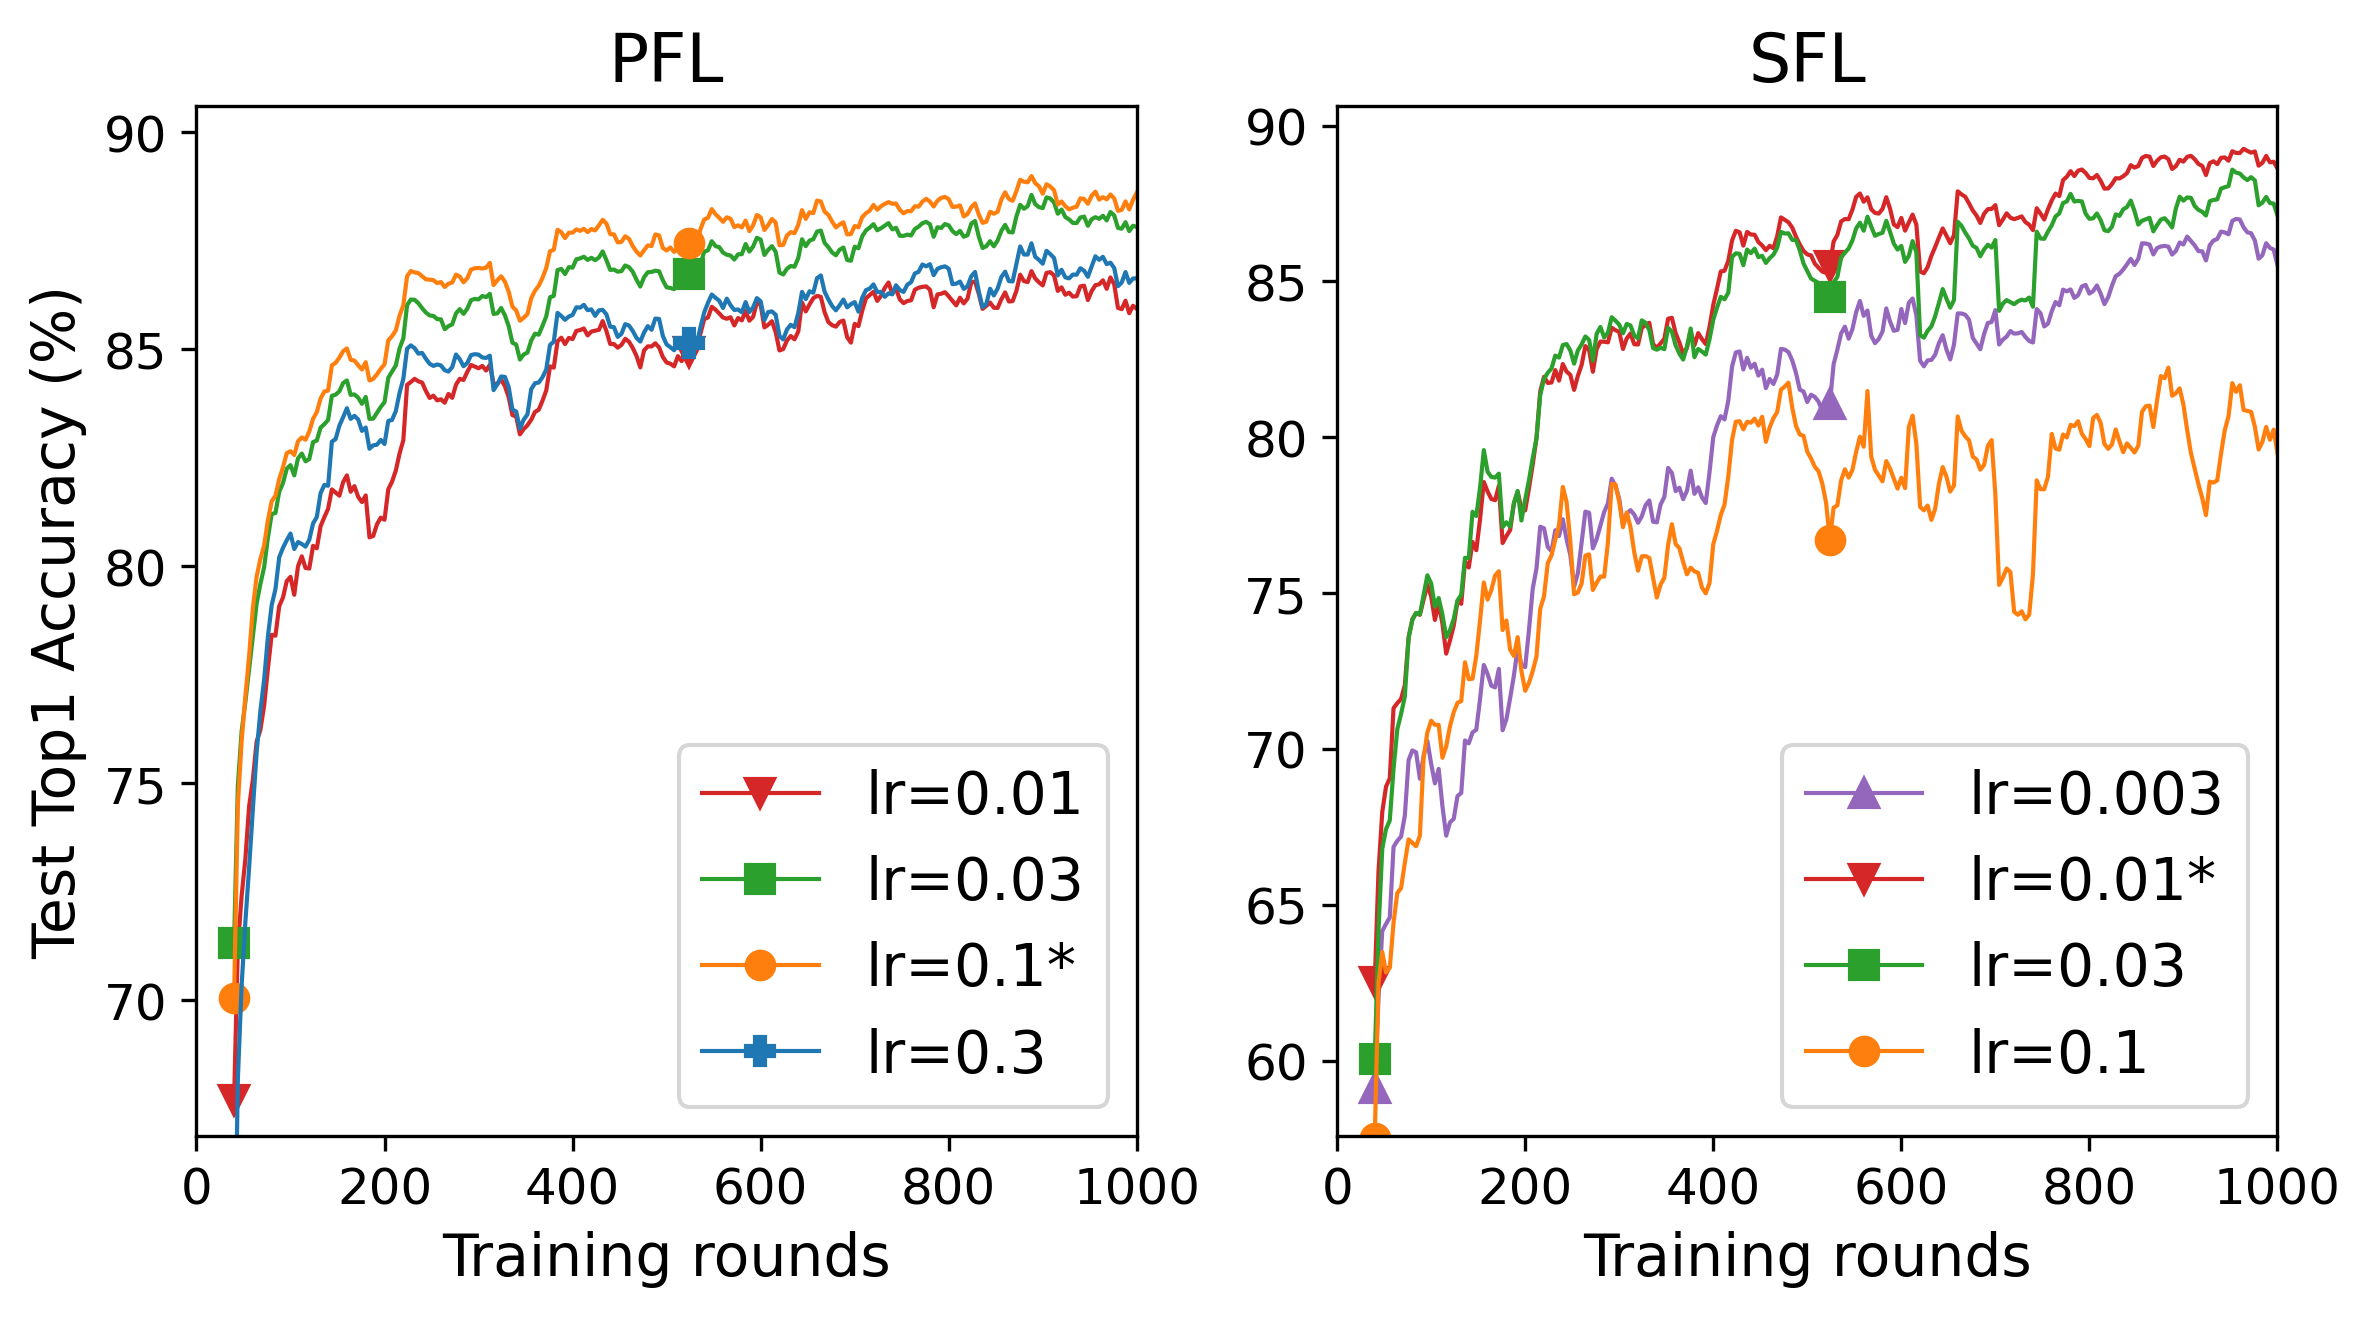 PFL
Test Top1 Accuracy (%)
90
85
80
75
70
0 200 400 600 800 1000
Training rounds
lr=0.01
lr=0.03
lr=0.1*
lr=0.3
SFL
90
85
80
75
70
65
60
0 200 400 600 800 1000
Training rounds
lr=0.003
lr=0.01*
lr=0.03
lr=0.1